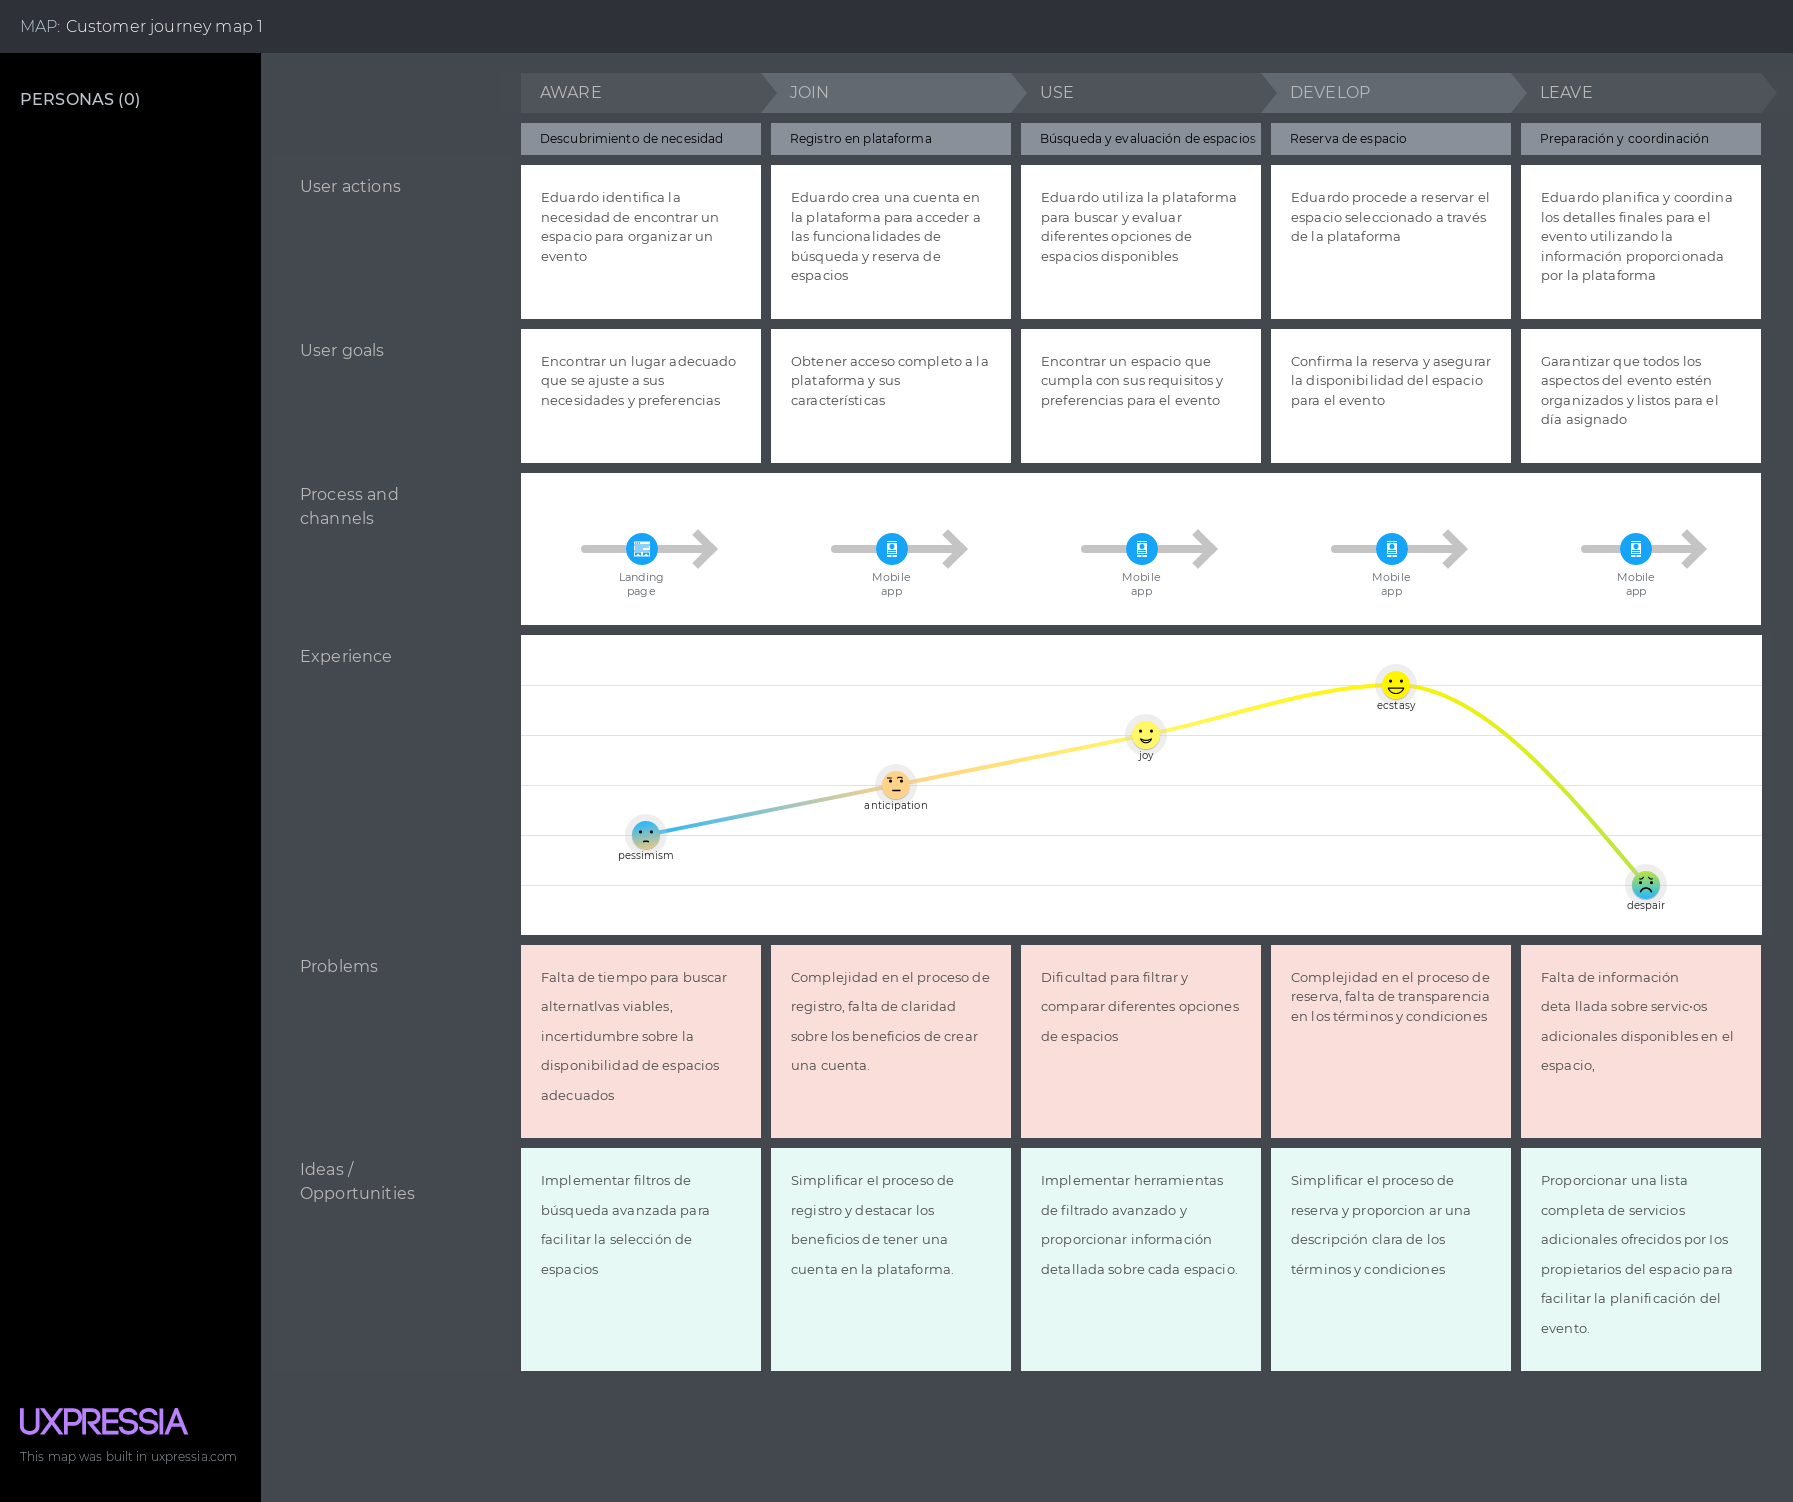 MAP: Customer journey map 1
PERSONAS (0)
AWARE
JOIN
USE
DEVELOP
LEAVE
Descubrimiento de necesidad
Registro en plataforma
Búsqueda y evaluación de espacios
Reserva de espacio
Preparación y coordinación
User actions
Eduardo identifica la
necesidad de encontrar un
espacio para organizar un
evento
Eduardo crea una cuenta en
la plataforma para acceder a
las funcionalidades de
búsqueda y reserva de
espacios
Eduardo utiliza la plataforma
para buscar y evaluar
diferentes opciones de
espacios disponibles
Eduardo procede a reservar el
espacio seleccionado a través
de la plataforma
Eduardo planifica y coordina
los detalles finales para el
evento utilizando la
información proporcionada
por la plataforma
User goals
Encontrar un lugar adecuado
que se ajuste a sus
necesidades y preferencias
Obtener acceso completo a la
plataforma y sus
características
Encontrar un espacio que
cumpla con sus requisitos y
preferencias para el evento
Confirma la reserva y asegurar
la disponibilidad del espacio
para el evento
Garantizar que todos los
aspectos del evento estén
organizados y listos para el
día asignado
Process and
channels
Landing
page
Mobile
app
Mobile
app
Mobile
app
Mobile
app
Experience
pessimism
anticipation
joy
ecstasy
despair
Problems
Falta de tiempo para buscar
alternatlvas viables,
incertidumbre sobre la
disponibilidad de espacios
adecuados
Complejidad en el proceso de
registro, falta de claridad
sobre los beneficios de crear
una cuenta.
Dificultad para filtrar y
comparar diferentes opciones
de espacios
Complejidad en el proceso de
reserva, falta de transparencia
en los términos y condiciones
Falta de información
deta llada sobre servic•os
adicionales disponibles en el
espacio,
Ideas /
Opportunities
Implementar filtros de
búsqueda avanzada para
facilitar la selección de
espacios
Simplificar eI proceso de
registro y destacar los
beneficios de tener una
cuenta en la plataforma.
Implementar herramientas
de filtrado avanzado y
proporcionar información
detallada sobre cada espacio.
Simplificar eI proceso de
reserva y proporcion ar una
descripción clara de los
términos y condiciones
Proporcionar una lista
completa de servicios
adicionales ofrecidos por Ios
propietarios del espacio para
facilitar la planificación del
evento.
UXPRESSIA
This map was built in uxpressia.com